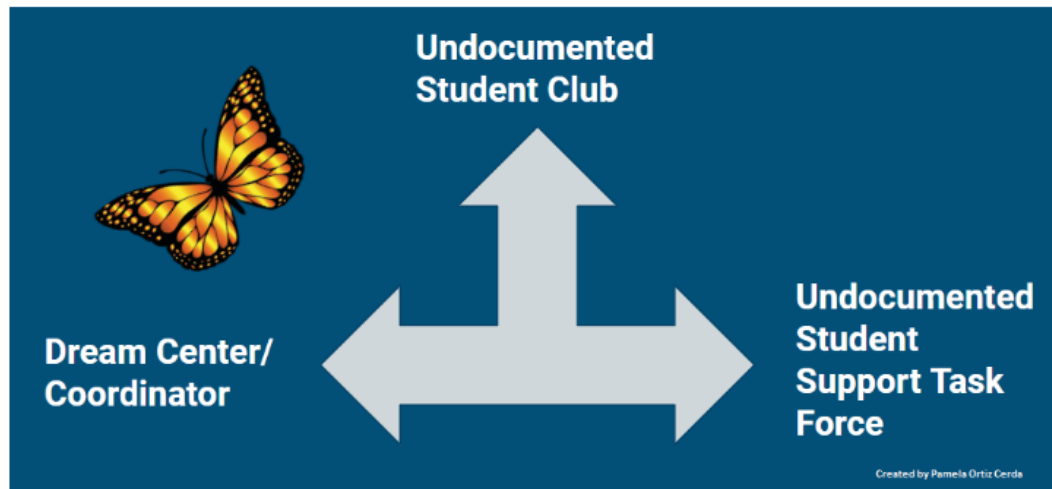 Undocumented
Student Club
Dream Center/
Coordinator
Undocumented
Student
Support Task
Force
Created by Pamela Ortiz Cerda